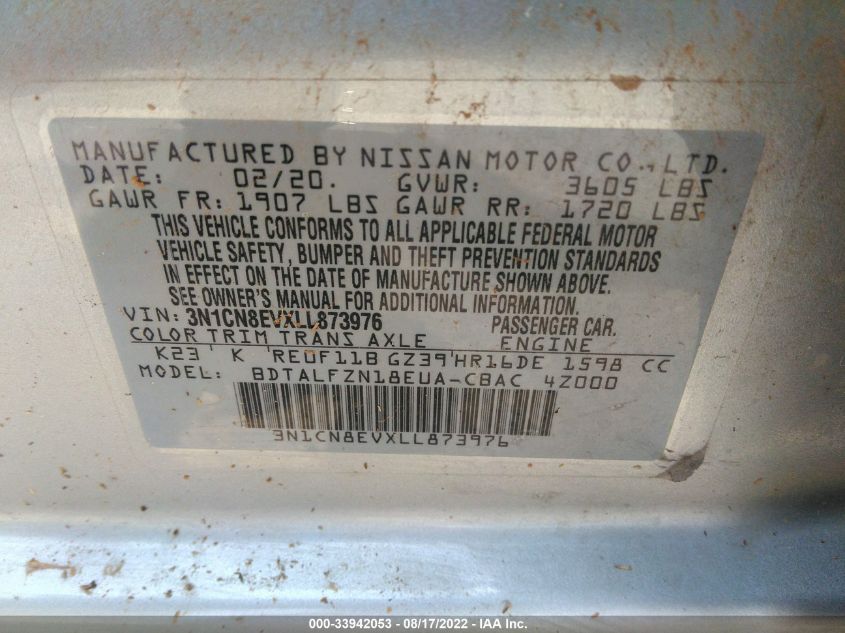 MANUFACTURED BY NISSAN MOTOR CO., LTD.
DATE: 02/20. GVWR: 3605 LBS
GAWR FR: 1907 LBS GAWR RR: 1720 LBS
THIS VEHICLE CONFORMS TO ALL APPLICABLE FEDERAL MOTOR
VEHICLE SAFETY, BUMPER AND THEFT PREVENTION STANDARDS
IN EFFECT ON THE DATE OF MANUFACTURE SHOWN ABOVE.
SEE OWNER'S MANUAL FOR ADDITIONAL INFORMATION.
VIN: 3N1CN8EVXLL873976 PASSENGER CAR.
COLOR TRIM TRANS AXLE ENGINE
K23 ' K 'RE0F11B GZ39'HR16DE 1598 CC
MODEL: BDTALFZN18EUA-CBAC 4Z000
3N1CN8EVXLL873976
000-33942053 - 08/17/2022 - IAA Inc.